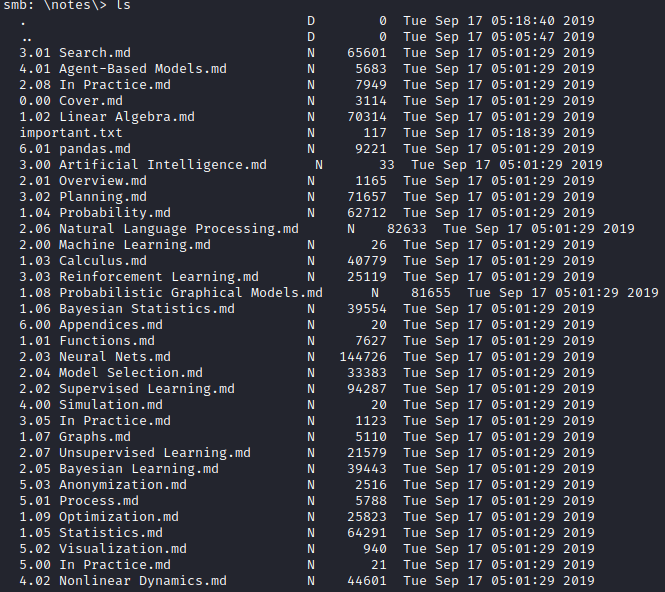 smb: \notes\> ls
  .                                   D        0  Tue Sep 17 05:18:40 2019
  ..                                  D        0  Tue Sep 17 05:05:47 2019
  3.01 Search.md                      N    65601  Tue Sep 17 05:01:29 2019
  4.01 Agent-Based Models.md          N     5683  Tue Sep 17 05:01:29 2019
  2.08 In Practice.md                 N     7949  Tue Sep 17 05:01:29 2019
  0.00 Cover.md                       N     3114  Tue Sep 17 05:01:29 2019
  1.02 Linear Algebra.md              N    70314  Tue Sep 17 05:01:29 2019
  important.txt                       N      117  Tue Sep 17 05:18:39 2019
  6.01 pandas.md                      N     9221  Tue Sep 17 05:01:29 2019
  3.00 Artificial Intelligence.md      N       33  Tue Sep 17 05:01:29 2019
  2.01 Overview.md                    N     1165  Tue Sep 17 05:01:29 2019
  3.02 Planning.md                    N    71657  Tue Sep 17 05:01:29 2019
  1.04 Probability.md                 N    62712  Tue Sep 17 05:01:29 2019
  2.06 Natural Language Processing.md      N    82633  Tue Sep 17 05:01:29 2019
  2.00 Machine Learning.md            N       26  Tue Sep 17 05:01:29 2019
  1.03 Calculus.md                    N    40779  Tue Sep 17 05:01:29 2019
  3.03 Reinforcement Learning.md      N    25119  Tue Sep 17 05:01:29 2019
  1.08 Probabilistic Graphical Models.md      N    81655  Tue Sep 17 05:01:29 2019
  1.06 Bayesian Statistics.md         N    39554  Tue Sep 17 05:01:29 2019
  6.00 Appendices.md                  N       20  Tue Sep 17 05:01:29 2019
  1.01 Functions.md                   N     7627  Tue Sep 17 05:01:29 2019
  2.03 Neural Nets.md                 N   144726  Tue Sep 17 05:01:29 2019
  2.04 Model Selection.md             N    33383  Tue Sep 17 05:01:29 2019
  2.02 Supervised Learning.md         N    94287  Tue Sep 17 05:01:29 2019
  4.00 Simulation.md                  N       20  Tue Sep 17 05:01:29 2019
  3.05 In Practice.md                 N     1123  Tue Sep 17 05:01:29 2019
  1.07 Graphs.md                      N     5110  Tue Sep 17 05:01:29 2019
  2.07 Unsupervised Learning.md       N    21579  Tue Sep 17 05:01:29 2019
  2.05 Bayesian Learning.md           N    39443  Tue Sep 17 05:01:29 2019
  5.03 Anonymization.md               N     2516  Tue Sep 17 05:01:29 2019
  5.01 Process.md                     N     5788  Tue Sep 17 05:01:29 2019
  1.09 Optimization.md                N    25823  Tue Sep 17 05:01:29 2019
  1.05 Statistics.md                  N    64291  Tue Sep 17 05:01:29 2019
  5.02 Visualization.md               N      940  Tue Sep 17 05:01:29 2019
  5.00 In Practice.md                 N       21  Tue Sep 17 05:01:29 2019
  4.02 Nonlinear Dynamics.md          N    44601  Tue Sep 17 05:01:29 2019